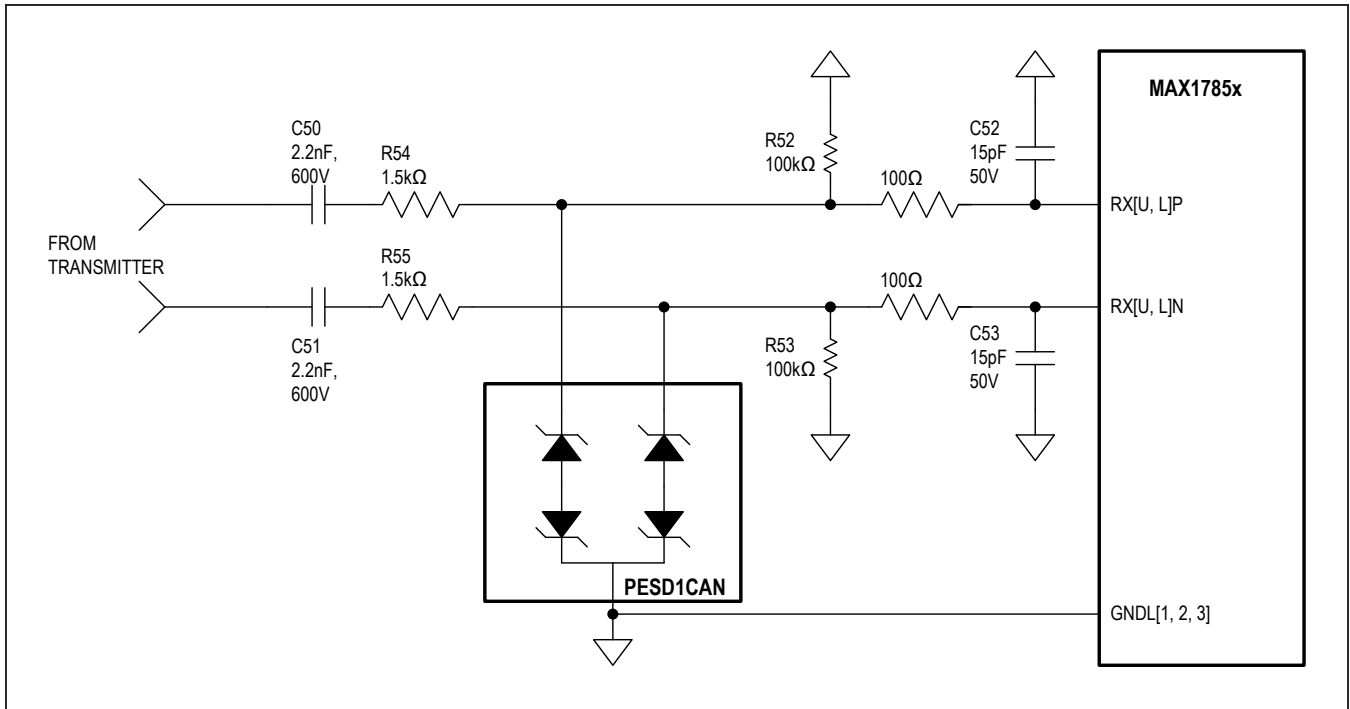 MAX1785x
C50
2.2nF,
600V
R54
1.5kΩ
R52
100kΩ
C52
15pF
50V
100Ω
RX[U, L]P
FROM
TRANSMITTER
R55
1.5kΩ
100Ω
RX[U, L]N
C51
2.2nF,
600V
R53
100kΩ
C53
15pF
50V
PESD1CAN
GNDL[1, 2, 3]